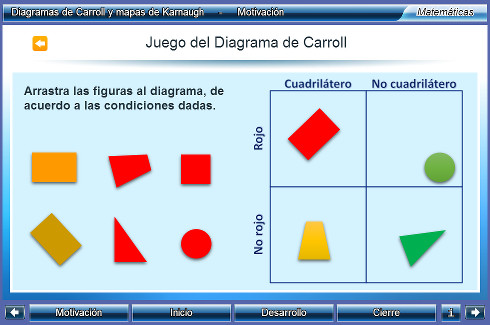 Diagramas de Carroll y mapas de Karnaugh - Motivación Matemáticas
Juego del Diagrama de Carroll
Arrastra las figuras al diagrama, de
acuerdo a las condiciones dadas.
Cuadrilátero No cuadrilátero
Rojo
No rojo
Motivación Inicio Desarrollo Cierre i